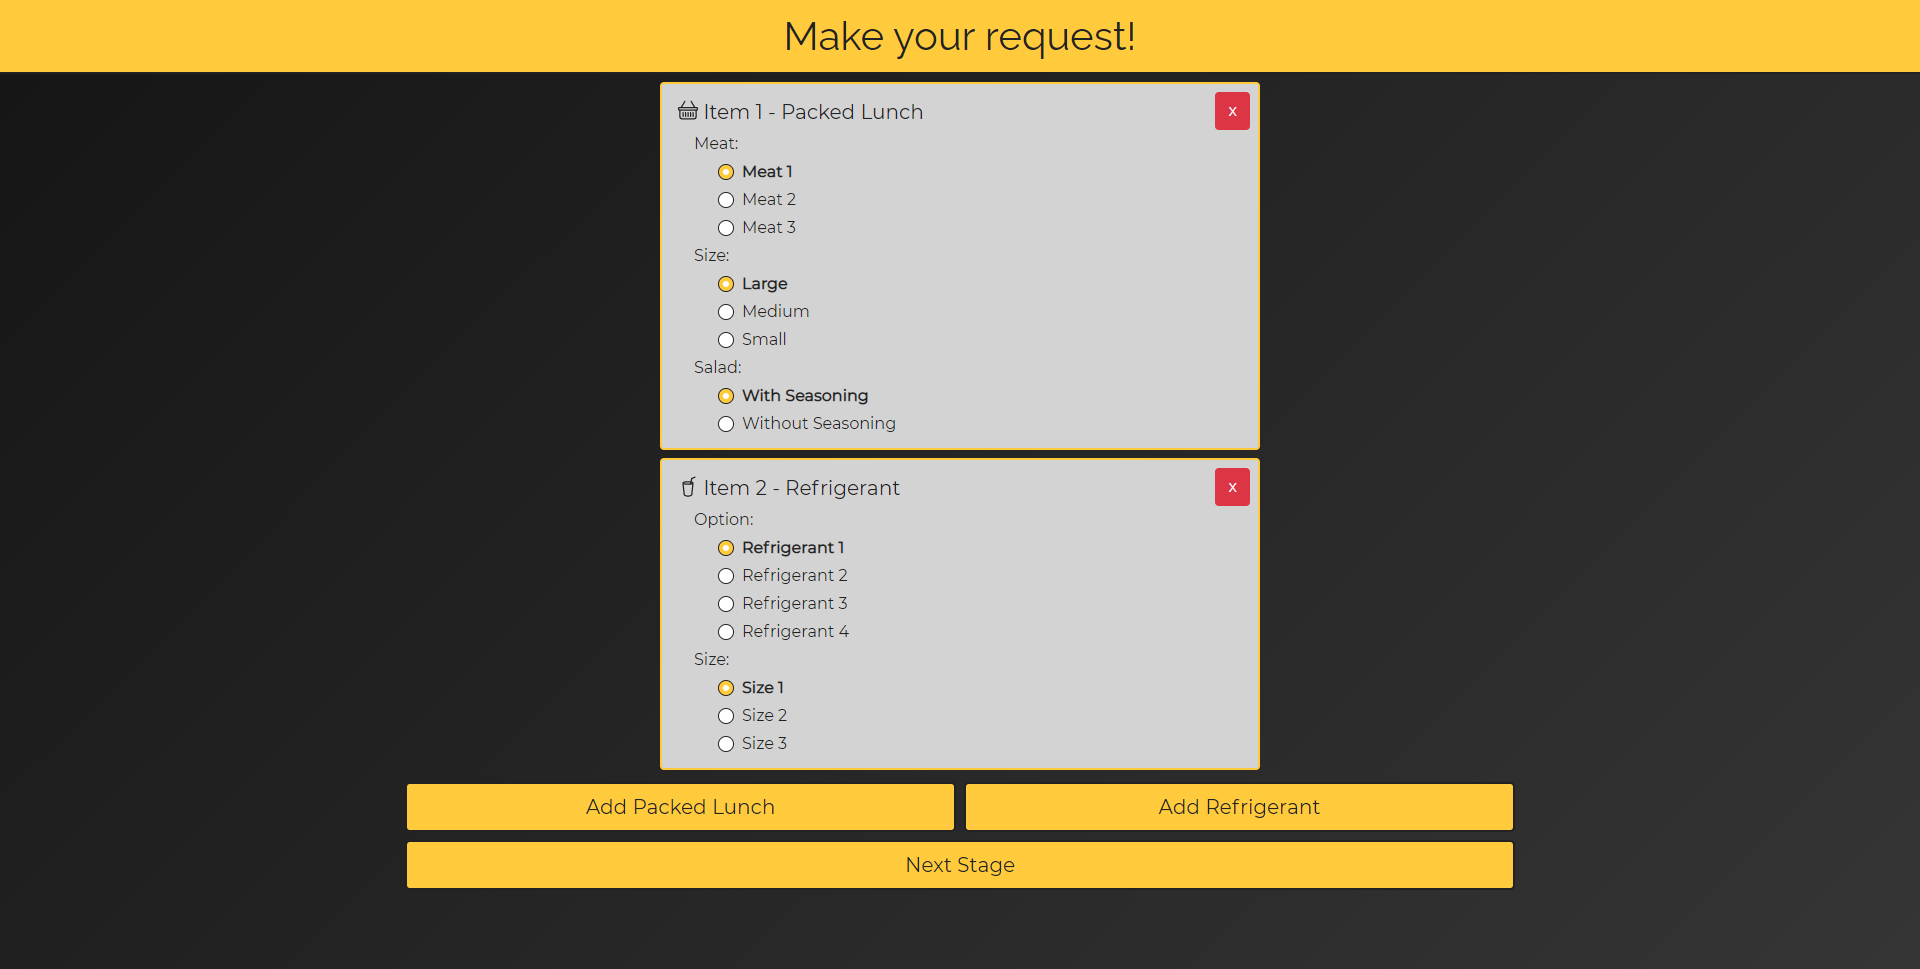 Make your request!
Item 1 - Packed Lunch
x
Meat:
Meat 1
Meat 2
Meat 3
Size:
Large
Medium
Small
Salad:
With Seasoning
Without Seasoning
Item 2 - Refrigerant
x
Option:
Refrigerant 1
Refrigerant 2
Refrigerant 3
Refrigerant 4
Size:
Size 1
Size 2
Size 3
Add Packed Lunch
Add Refrigerant
Next Stage